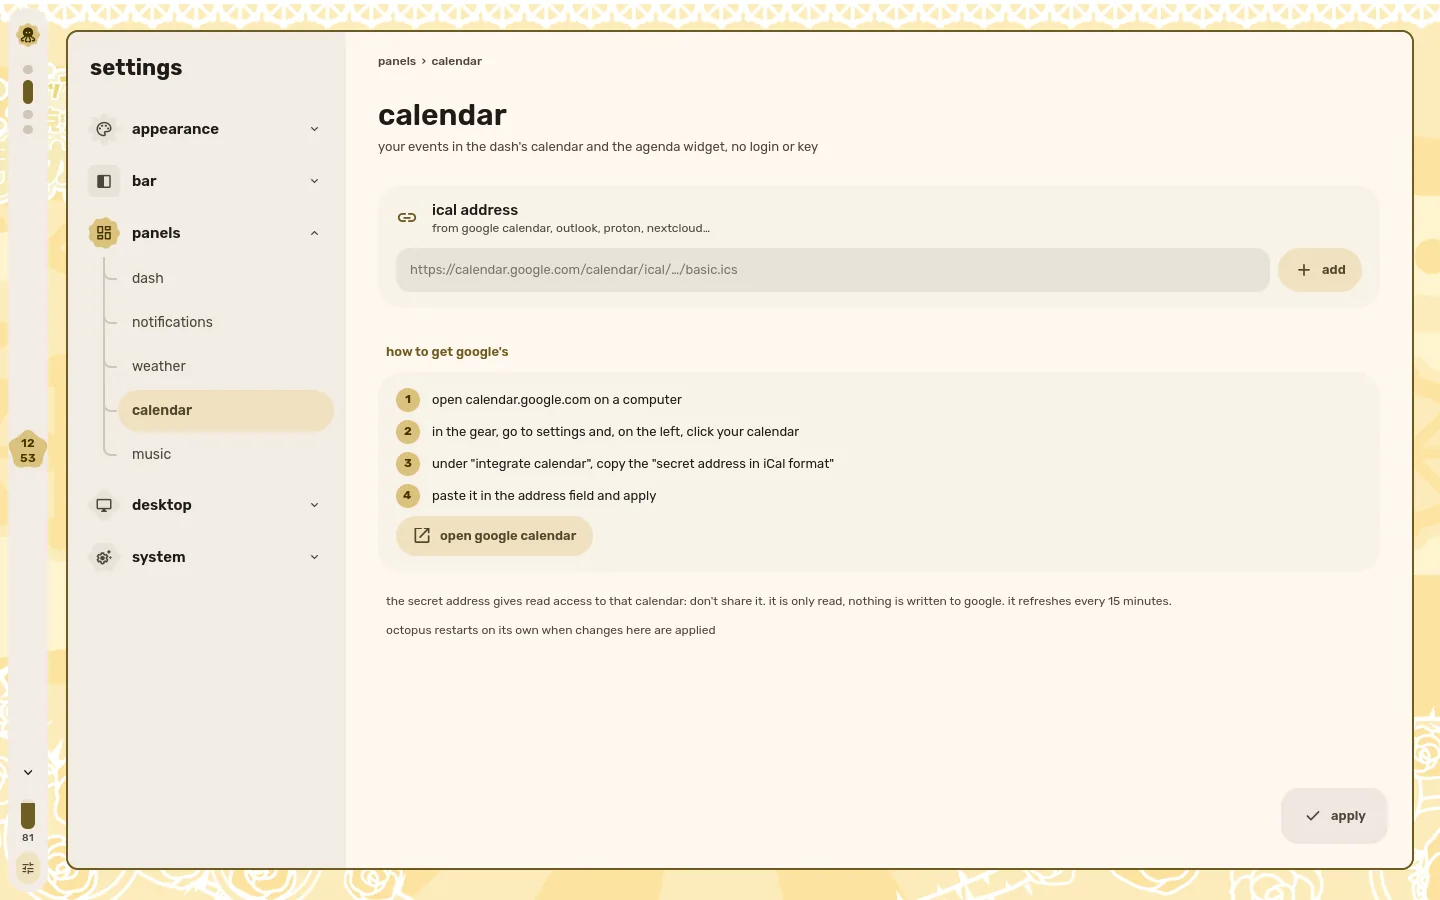 settings
appearance
bar
panels
dash
notifications
weather
calendar
music
desktop
system
12
53
81
panels › calendar
calendar
your events in the dash's calendar and the agenda widget, no login or key
ical address
from google calendar, outlook, proton, nextcloud…
https://calendar.google.com/calendar/ical/…/basic.ics
add
how to get google's
1 open calendar.google.com on a computer
2 in the gear, go to settings and, on the left, click your calendar
3 under "integrate calendar", copy the "secret address in iCal format"
4 paste it in the address field and apply
open google calendar
the secret address gives read access to that calendar: don't share it. it is only read, nothing is written to google. it refreshes every 15 minutes.
octopus restarts on its own when changes here are applied
apply